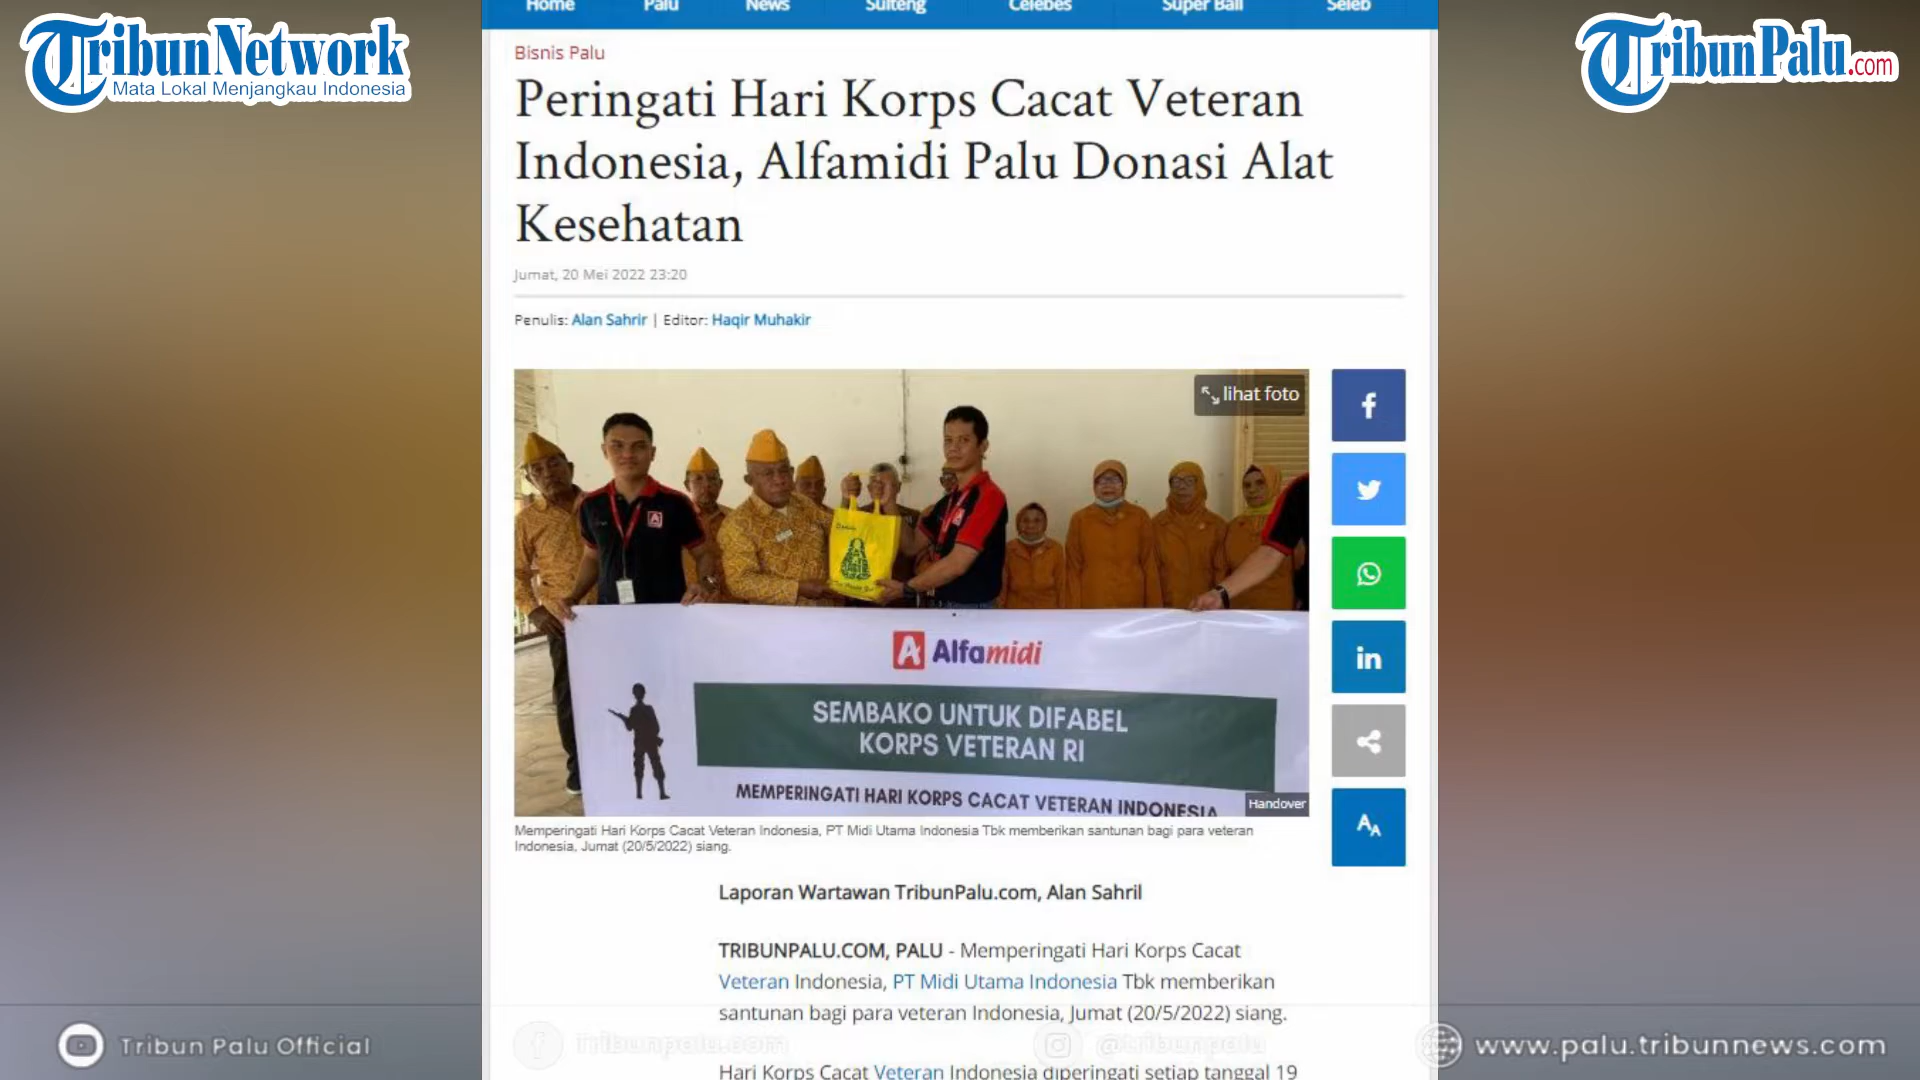 Home Palu News Sulteng Celebes Super Ball Seleb
TribunNetwork
Mata Lokal Menjangkau Indonesia
TribunPalu.com
Bisnis Palu
Peringati Hari Korps Cacat Veteran
Indonesia, Alfamidi Palu Donasi Alat
Kesehatan
Jumat, 20 Mei 2022 23:20
Penulis: Alan Sahrir | Editor: Haqir Muhakir
lihat foto
Alfamidi
SEMBAKO UNTUK DIFABEL
KORPS VETERAN RI
MEMPERINGATI HARI KORPS CACAT VETERAN INDONESIA
Handover
Memperingati Hari Korps Cacat Veteran Indonesia, PT Midi Utama Indonesia Tbk memberikan santunan bagi para veteran
Indonesia, Jumat (20/5/2022) siang.
Laporan Wartawan TribunPalu.com, Alan Sahril
TRIBUNPALU.COM, PALU - Memperingati Hari Korps Cacat
Veteran Indonesia, PT Midi Utama Indonesia Tbk memberikan
santunan bagi para veteran Indonesia, Jumat (20/5/2022) siang.
Hari Korps Cacat Veteran Indonesia diperingati setiap tanggal 19
Tribun Palu Official
tribunpalu.com
@tribunpalu
www.palu.tribunnews.com